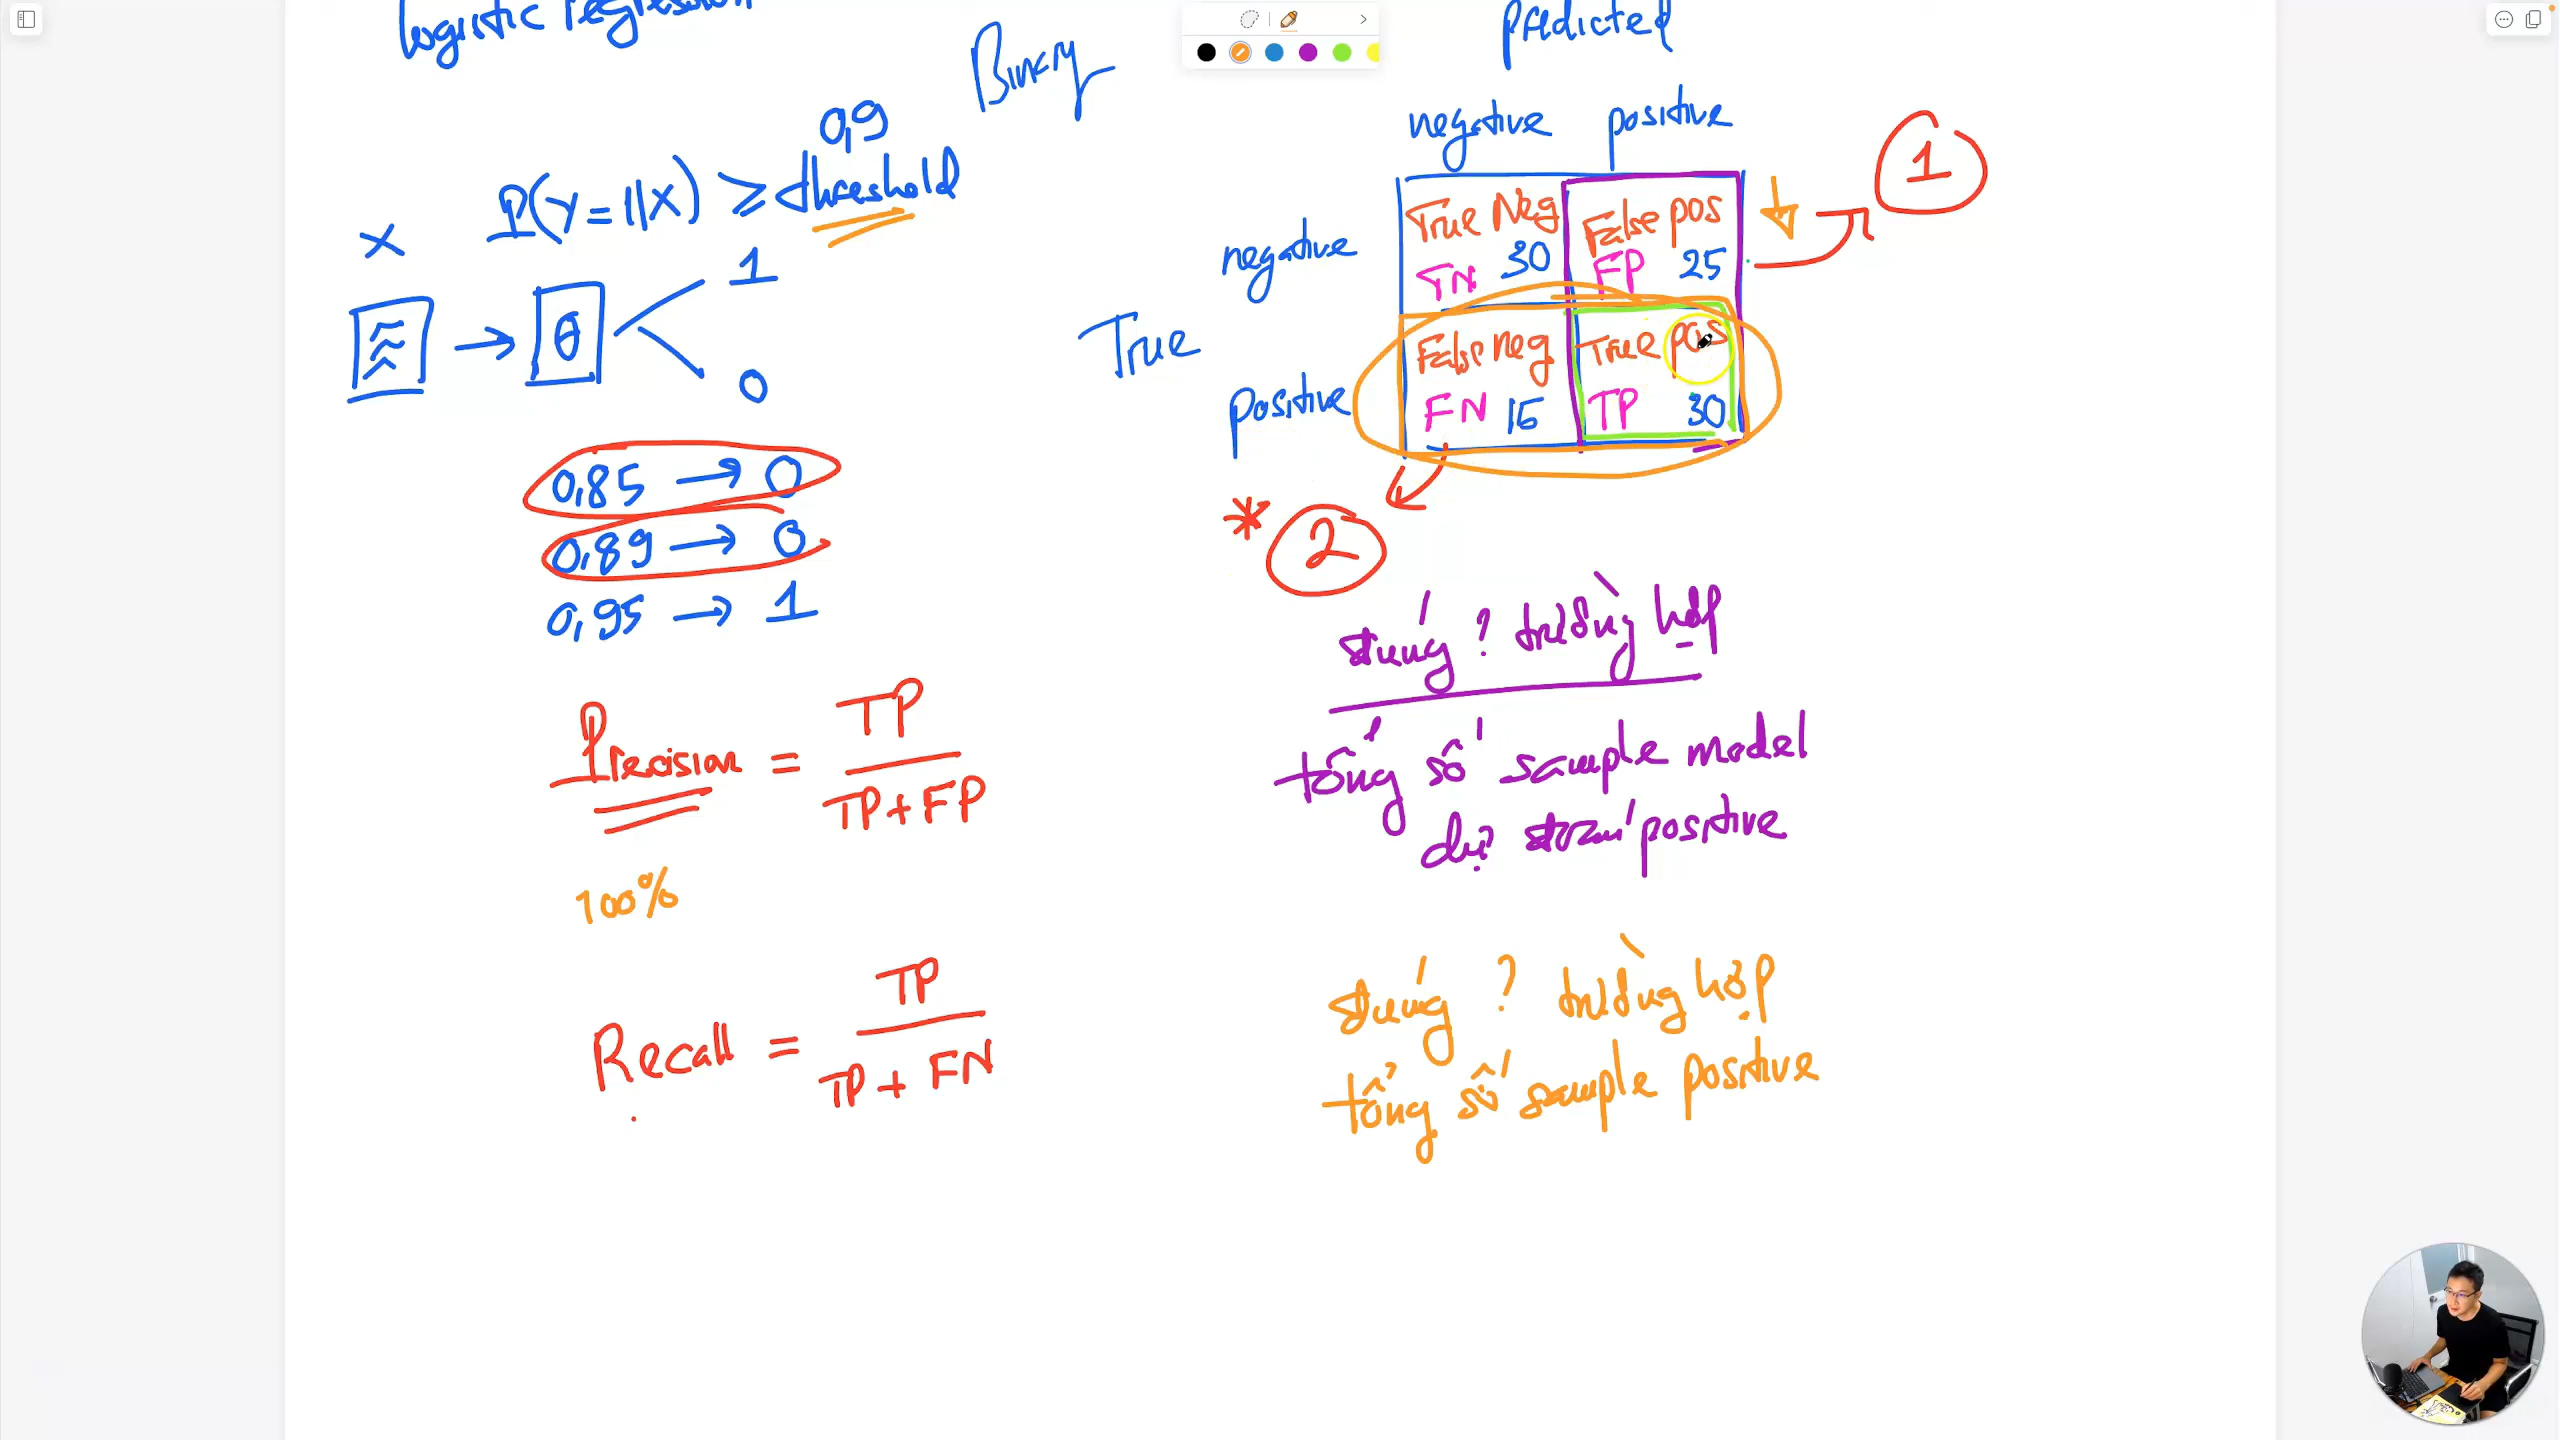 logistic regression
Binary
0,9
P(Y=1|X) ≥ threshold
X
θ
1
0
0,85 → 0
0,89 → 0
0,95 → 1
Precision = TP / TP + FP
100%
Recall = TP / TP + FN
predicted
negative positive
True
negative
True Neg False pos
TN 30 FP 25
1
positive
False neg True pos
FN 15 TP 30
* 2
đúng ? trường hợp
tổng số sample model
dự đoán positive
đúng ? trường hợp
tổng số sample positive